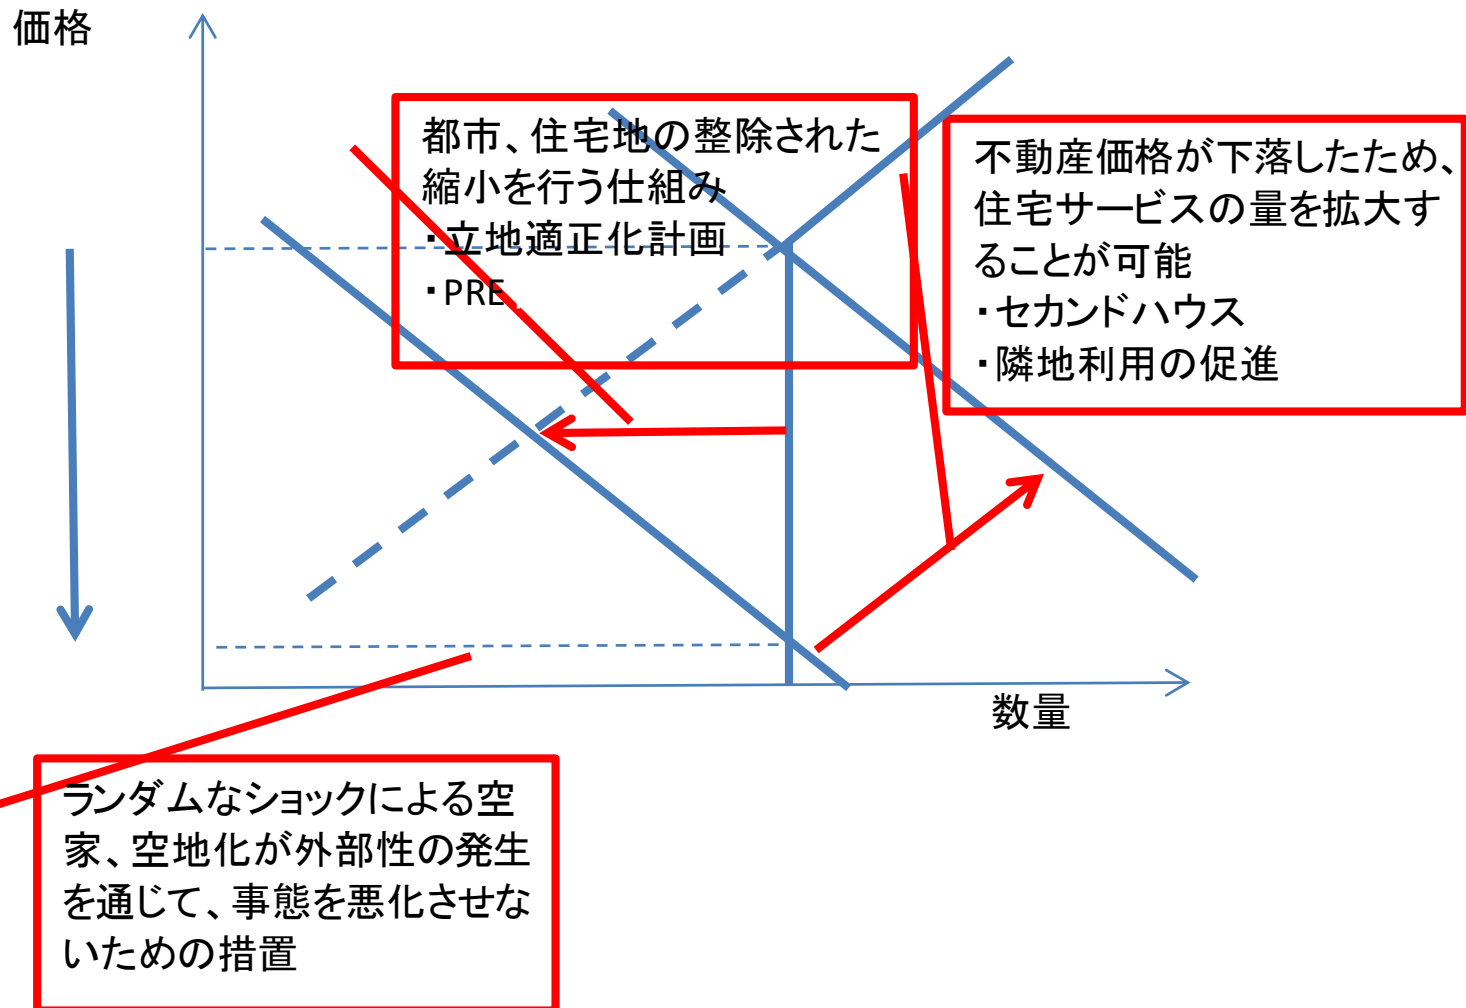 価格
都市、住宅地の整除された
縮小を行う仕組み
・立地適正化計画
・PRE
不動産価格が下落したため、
住宅サービスの量を拡大す
ることが可能
・セカンドハウス
・隣地利用の促進
数量
ランダムなショックによる空
家、空地化が外部性の発生
を通じて、事態を悪化させな
いための措置